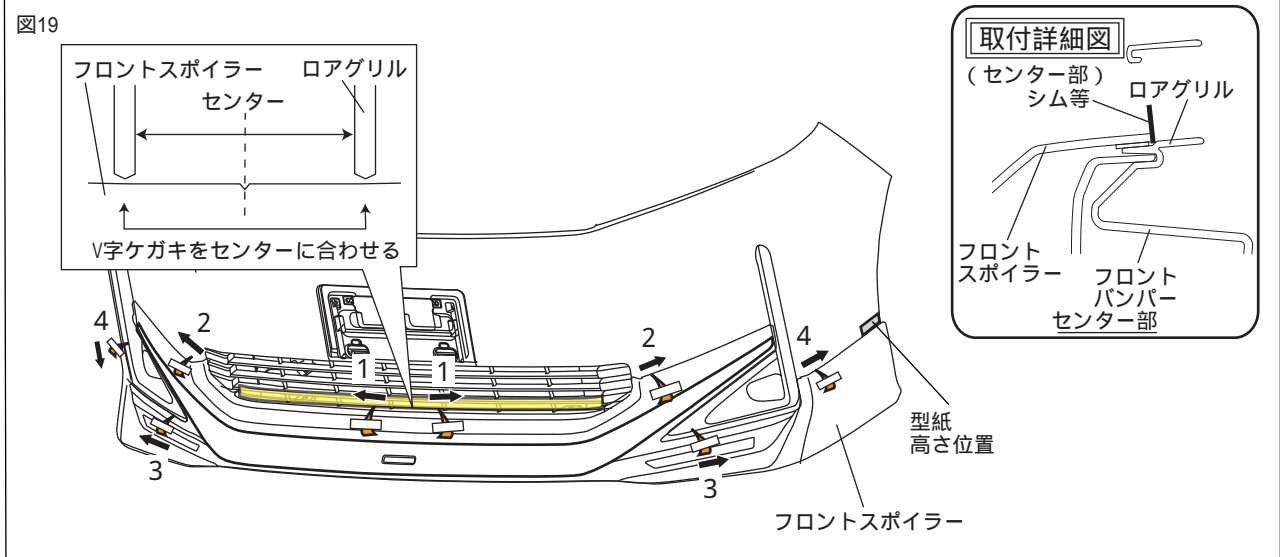 図19
フロントスポイラー
ロアグリル
センター
V字ケガキをセンターに合わせる
取付詳細図
(センター部)
シム等
ロアグリル
フロント
スポイラー
フロント
バンパー
センター部
4
2
1
1
2
4
3
3
型紙
高さ位置
フロントスポイラー